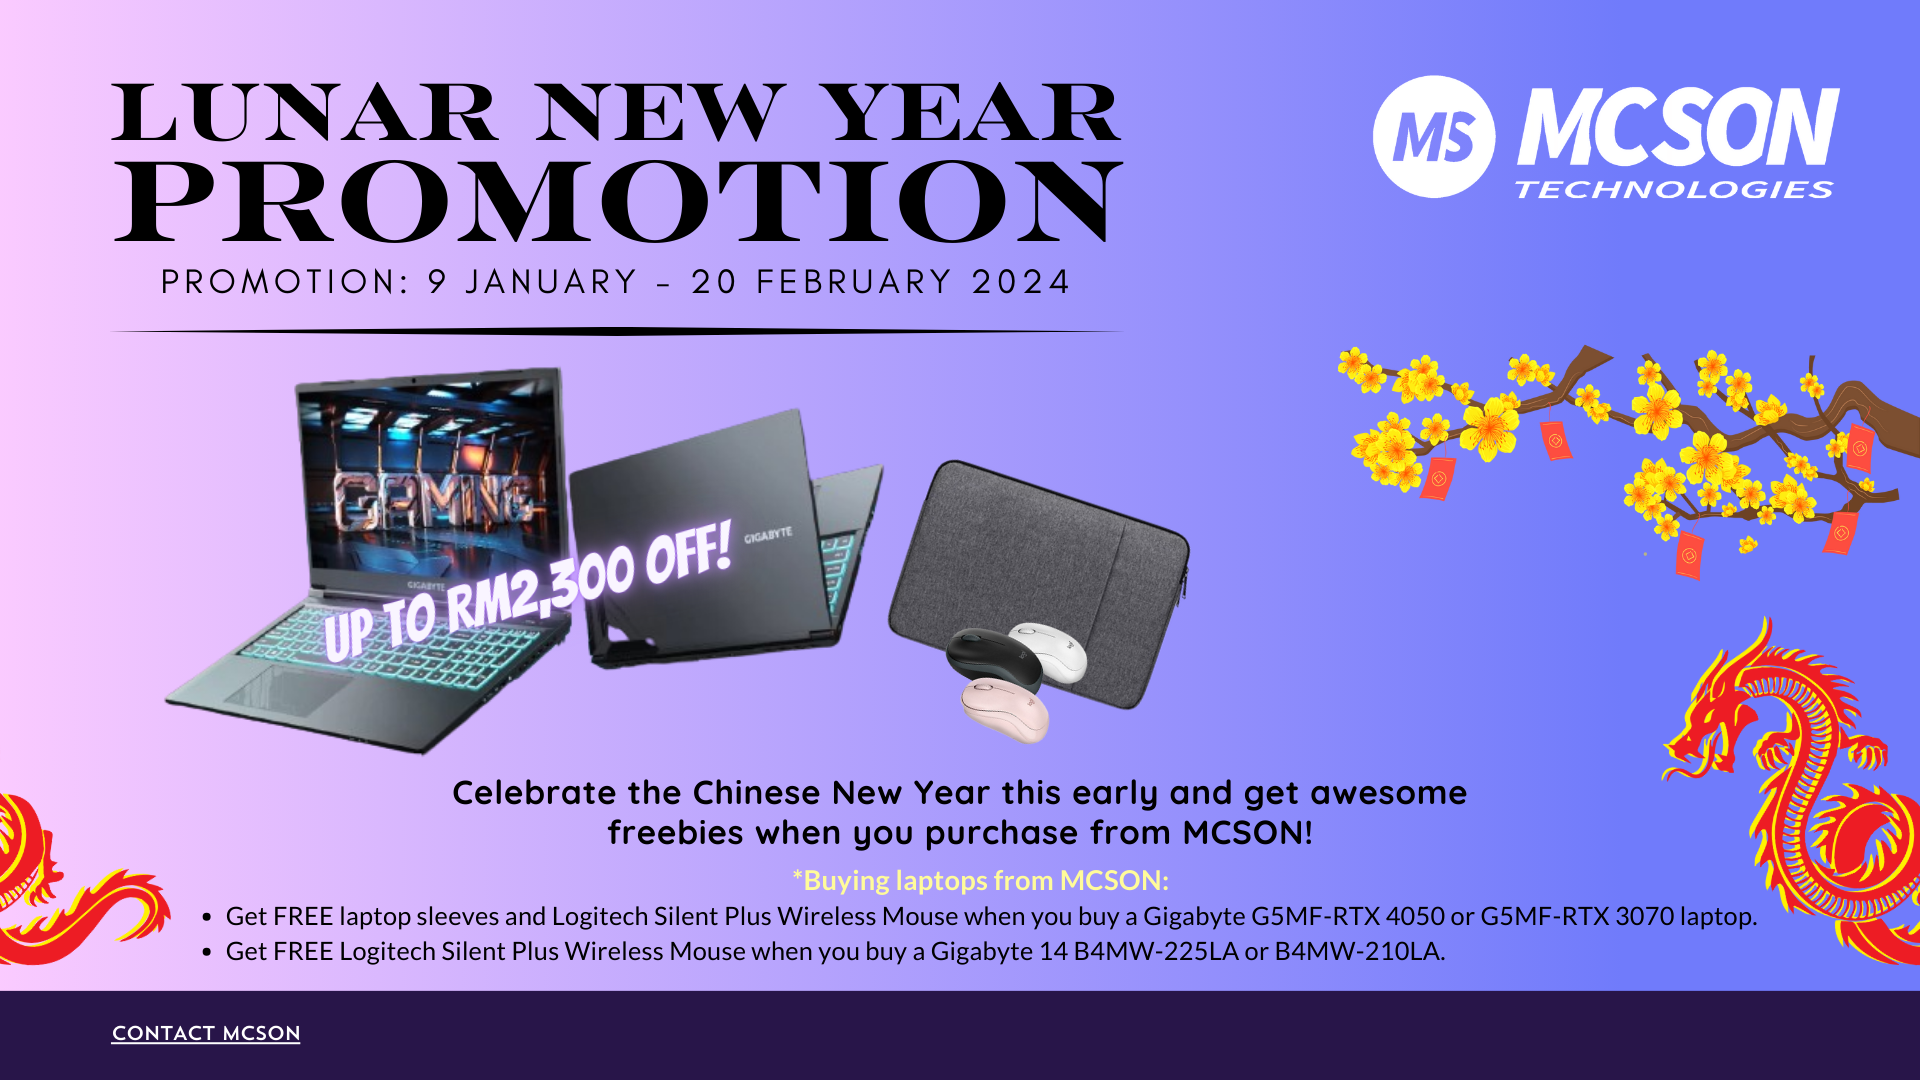 LUNAR NEW YEAR
PROMOTION
PROMOTION: 9 JANUARY – 20 FEBRUARY 2024
MS MCSON
TECHNOLOGIES
GAMING
GIGABYTE
GIGABYTE
UP TO RM2,300 OFF!
Celebrate the Chinese New Year this early and get awesome
freebies when you purchase from MCSON!
*Buying laptops from MCSON:
• Get FREE laptop sleeves and Logitech Silent Plus Wireless Mouse when you buy a Gigabyte G5MF-RTX 4050 or G5MF-RTX 3070 laptop.
• Get FREE Logitech Silent Plus Wireless Mouse when you buy a Gigabyte 14 B4MW-225LA or B4MW-210LA.
CONTACT MCSON